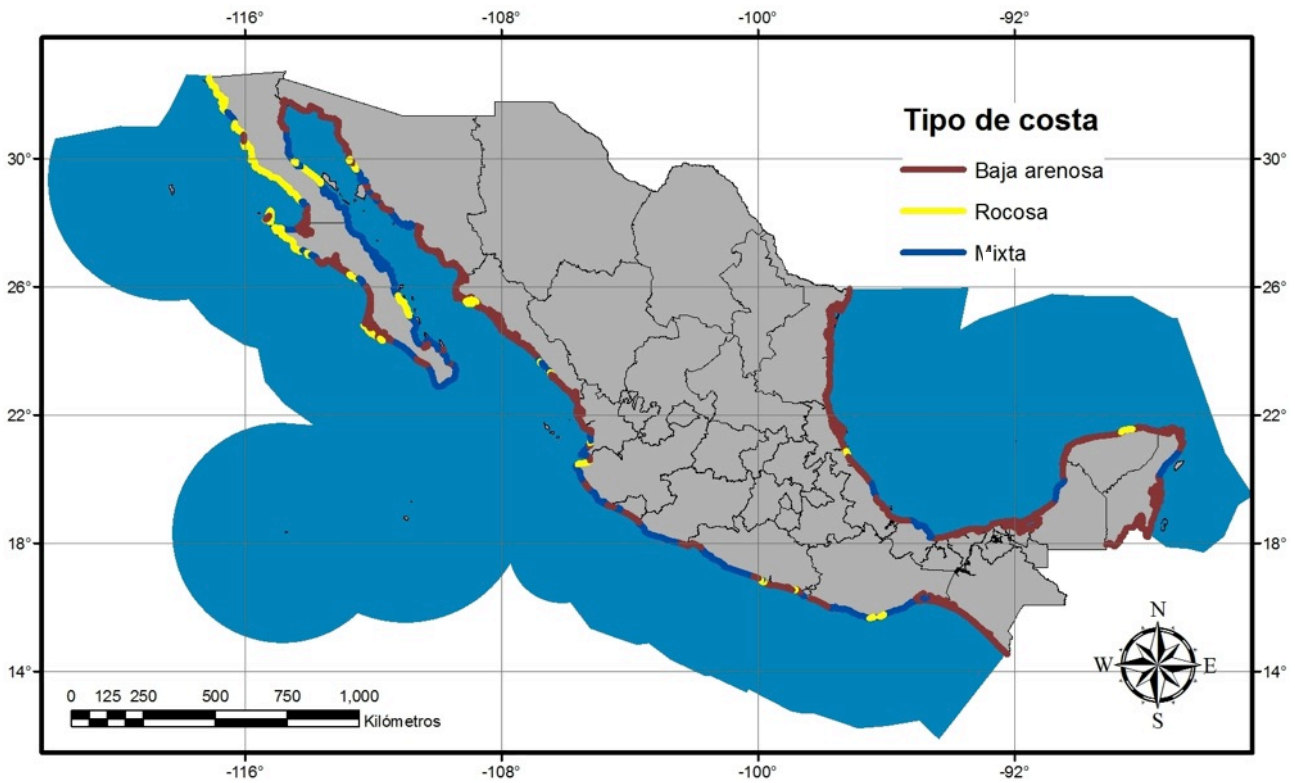 -116° -108° -100° -92°
Tipo de costa
30° 30°
Baja arenosa
Rocosa
Mixta
26° 26°
22° 22°
18° 18°
N
W E
S
14° 14°
0 125 250 500 750 1,000
Kilómetros
-116° -108° -100° -92°